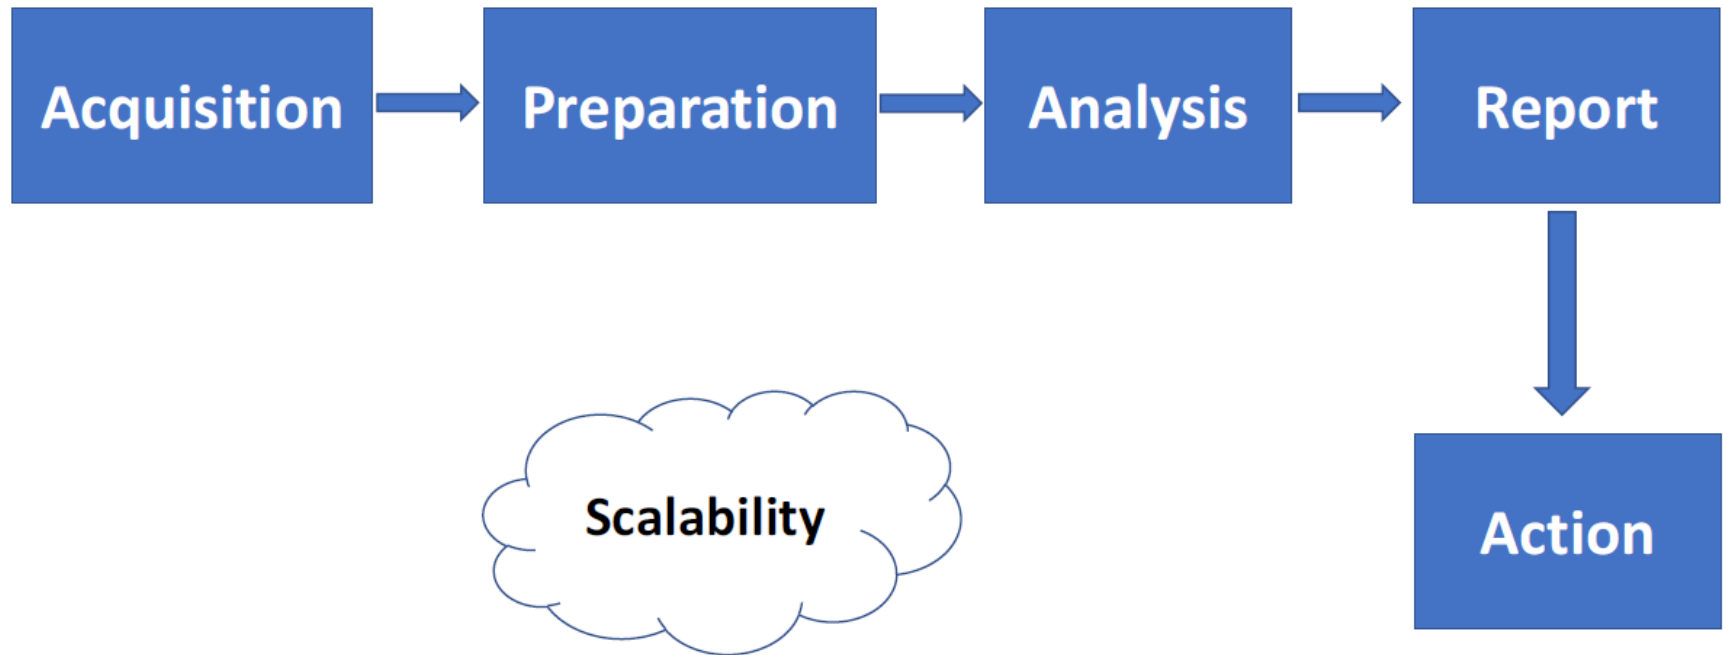 Acquisition
Preparation
Analysis
Report
Scalability
Action